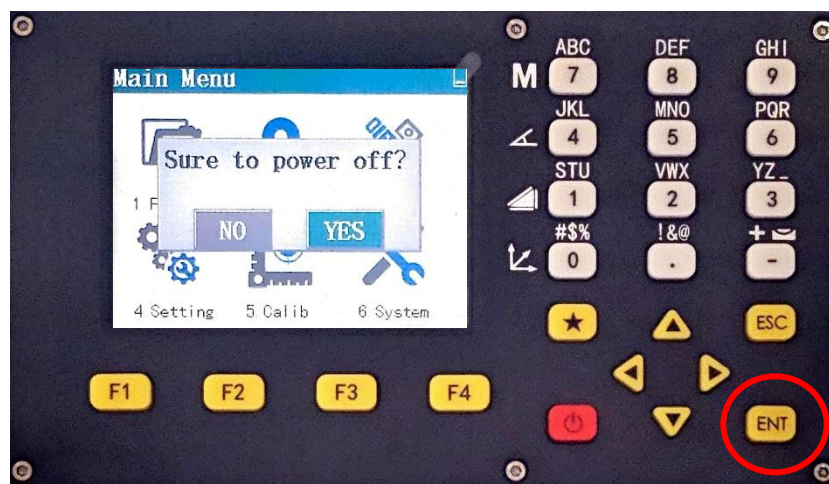 Main Menu
Sure to power off?
NO YES
4 Setting 5 Calib 6 System
F1 F2 F3 F4
ABC DEF GHI
M 7 8 9
JKL MNO PQR
4 5 6
STU VWX YZ_
1 2 3
#$% !&@ +
0 . -
ESC
ENT